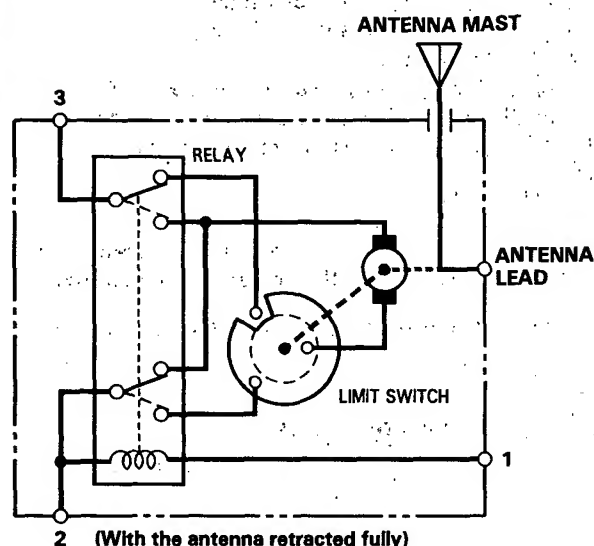 ANTENNA MAST
3
RELAY
ANTENNA
LEAD
LIMIT SWITCH
1
2 (With the antenna retracted fully)